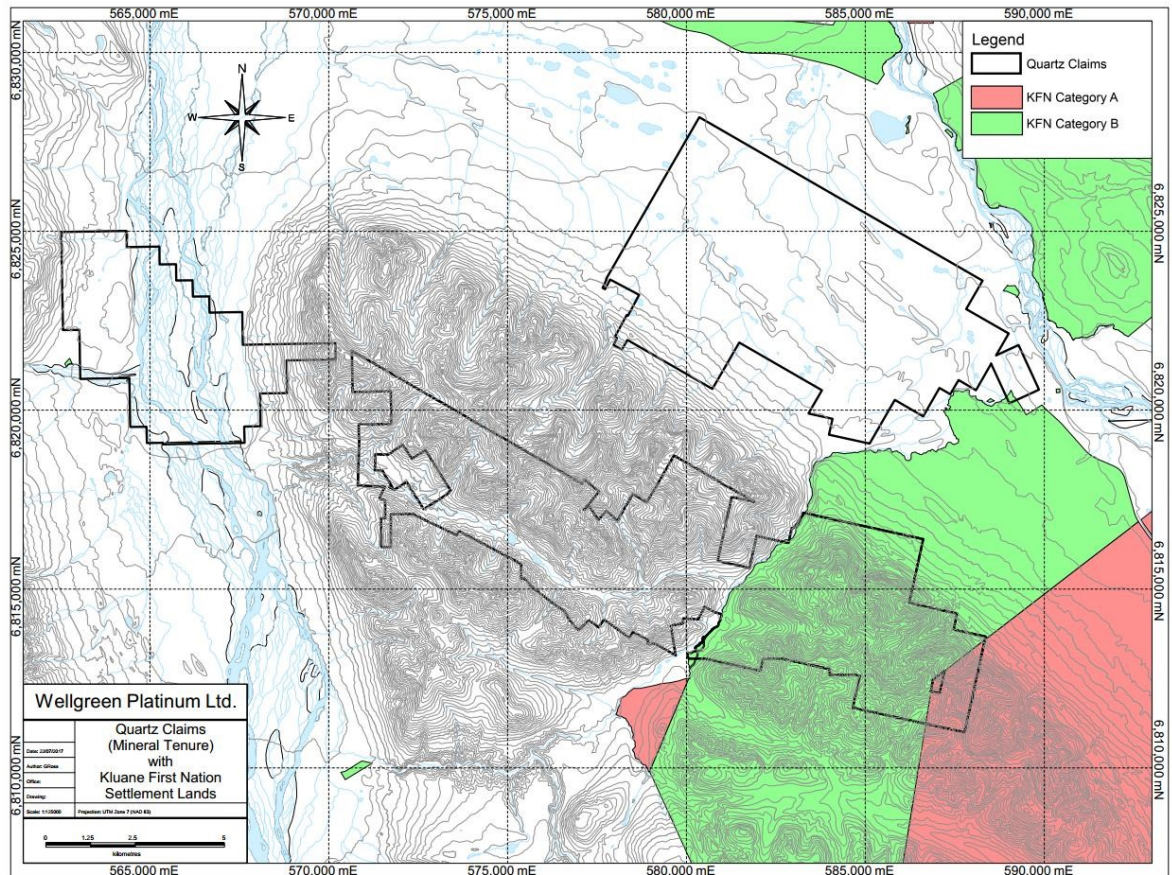 565,000 mE
570,000 mE
575,000 mE
580,000 mE
585,000 mE
590,000 mE
6,830,000 mN
6,825,000 mN
6,820,000 mN
6,815,000 mN
6,810,000 mN
N
W
E
S
Legend
Quartz Claims
KFN Category A
KFN Category B
6,825,000 mN
6,820,000 mN
6,815,000 mN
6,810,000 mN
Wellgreen Platinum Ltd.
Quartz Claims
(Mineral Tenure)
with
Kluane First Nation
Settlement Lands
Author: GRoss
Office:
Drawing:
Projection: UTM Zone 7 (NAD 83)
0 1.25 2.5 5
kilometres
565,000 mE
570,000 mE
575,000 mE
580,000 mE
585,000 mE
590,000 mE